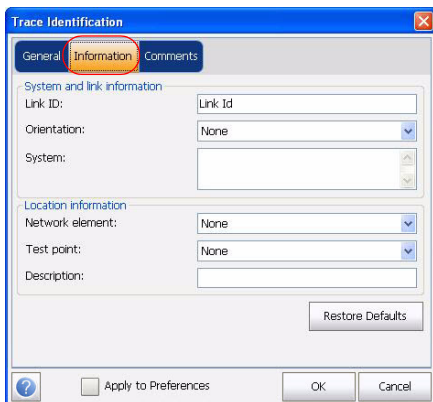 Trace Identification
General Information Comments
System and link information
Link ID: Link Id
Orientation: None
System:
Location information
Network element: None
Test point: None
Description:
Restore Defaults
? Apply to Preferences OK Cancel